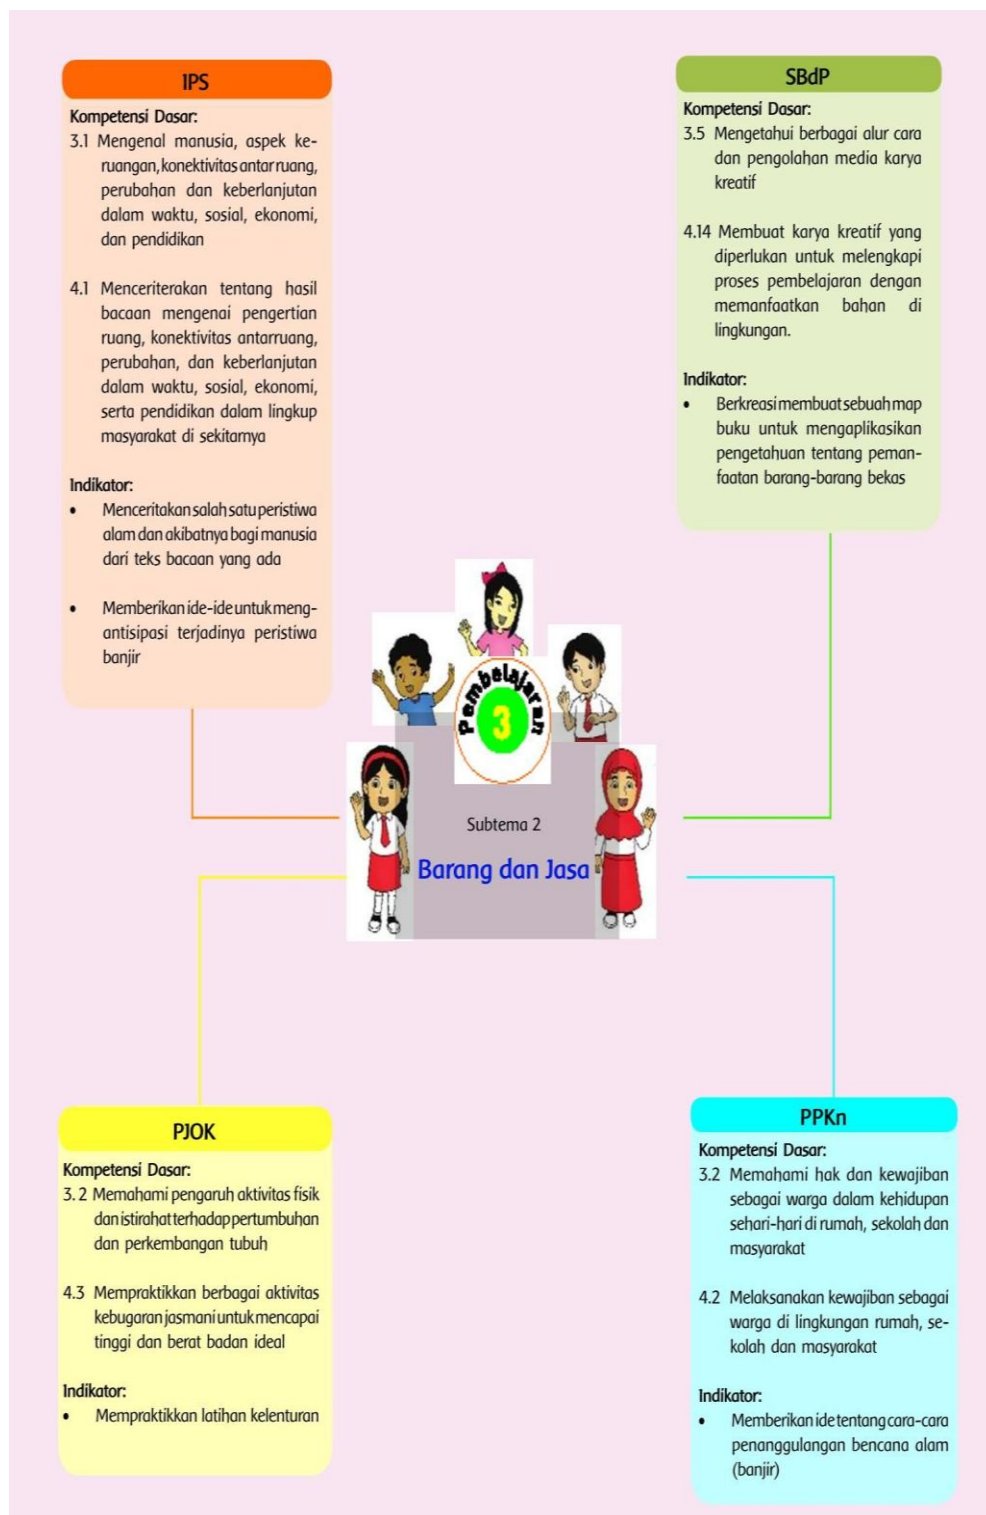 IPS
Kompetensi Dasar:
3.1 Mengenal manusia, aspek ke-
ruangan, konektivitas antar ruang,
perubahan dan keberlanjutan
dalam waktu, sosial, ekonomi,
dan pendidikan
4.1 Menceriterakan tentang hasil
bacaan mengenai pengertian
ruang, konektivitas antarruang,
perubahan, dan keberlanjutan
dalam waktu, sosial, ekonomi,
serta pendidikan dalam lingkup
masyarakat di sekitarnya
Indikator:
• Menceritakan salah satu peristiwa
alam dan akibatnya bagi manusia
dari teks bacaan yang ada
• Memberikan ide-ide untuk meng-
antisipasi terjadinya peristiwa
banjir
SBdP
Kompetensi Dasar:
3.5 Mengetahui berbagai alur cara
dan pengolahan media karya
kreatif
4.14 Membuat karya kreatif yang
diperlukan untuk melengkapi
proses pembelajaran dengan
memanfaatkan bahan di
lingkungan.
Indikator:
• Berkreasi membuat sebuah map
buku untuk mengaplikasikan
pengetahuan tentang peman-
faatan barang-barang bekas
Pembelajaran
3
Subtema 2
Barang dan Jasa
PJOK
Kompetensi Dasar:
3. 2 Memahami pengaruh aktivitas fisik
dan istirahat terhadap pertumbuhan
dan perkembangan tubuh
4.3 Mempraktikkan berbagai aktivitas
kebugaran jasmani untuk mencapai
tinggi dan berat badan ideal
Indikator:
• Mempraktikkan latihan kelenturan
PPKn
Kompetensi Dasar:
3.2 Memahami hak dan kewajiban
sebagai warga dalam kehidupan
sehari-hari di rumah, sekolah dan
masyarakat
4.2 Melaksanakan kewajiban sebagai
warga di lingkungan rumah, se-
kolah dan masyarakat
Indikator:
• Memberikan ide tentang cara-cara
penanggulangan bencana alam
(banjir)